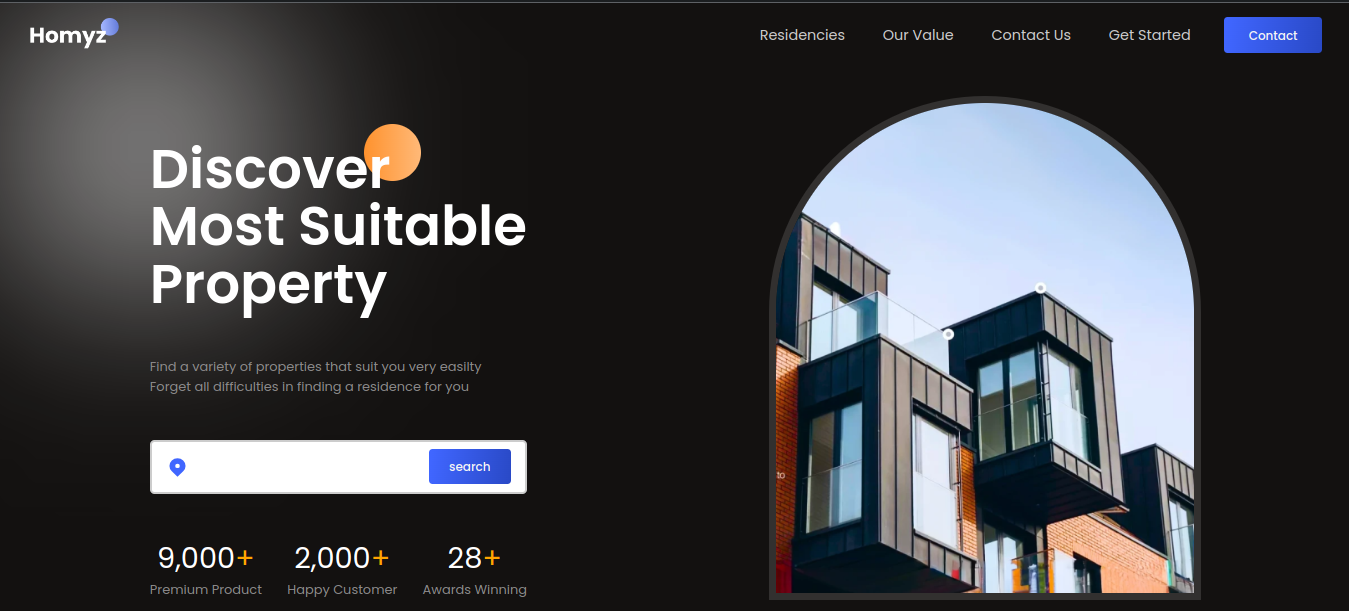 Homyz
Residencies
Our Value
Contact Us
Get Started
Contact
Discover
Most Suitable
Property
Find a variety of properties that suit you very easilty
Forget all difficulties in finding a residence for you
search
9,000+
2,000+
28+
Premium Product
Happy Customer
Awards Winning
to